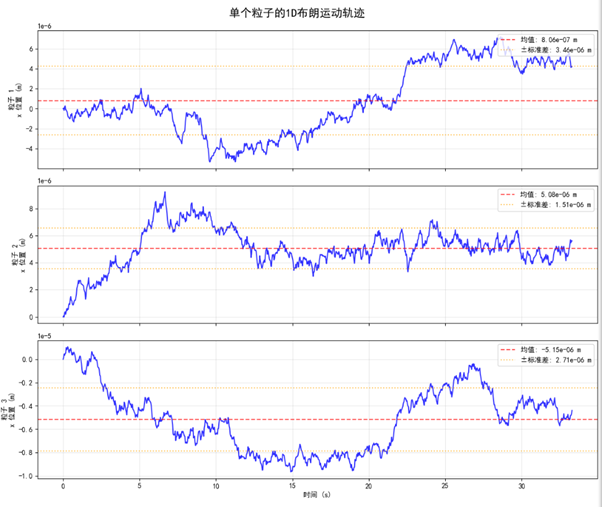 单个粒子的1D布朗运动轨迹
1e-6
粒子 1
x 位置 (m)
6
4
2
0
-2
-4
均值: 8.06e-07 m
±标准差: 3.46e-06 m
1e-6
粒子 2
x 位置 (m)
8
6
4
2
0
均值: 5.08e-06 m
±标准差: 1.51e-06 m
1e-5
粒子 3
x 位置 (m)
0.0
-0.2
-0.4
-0.6
-0.8
-1.0
均值: -5.15e-06 m
±标准差: 2.71e-06 m
0 5 10 15 20 25 30
时间 (s)